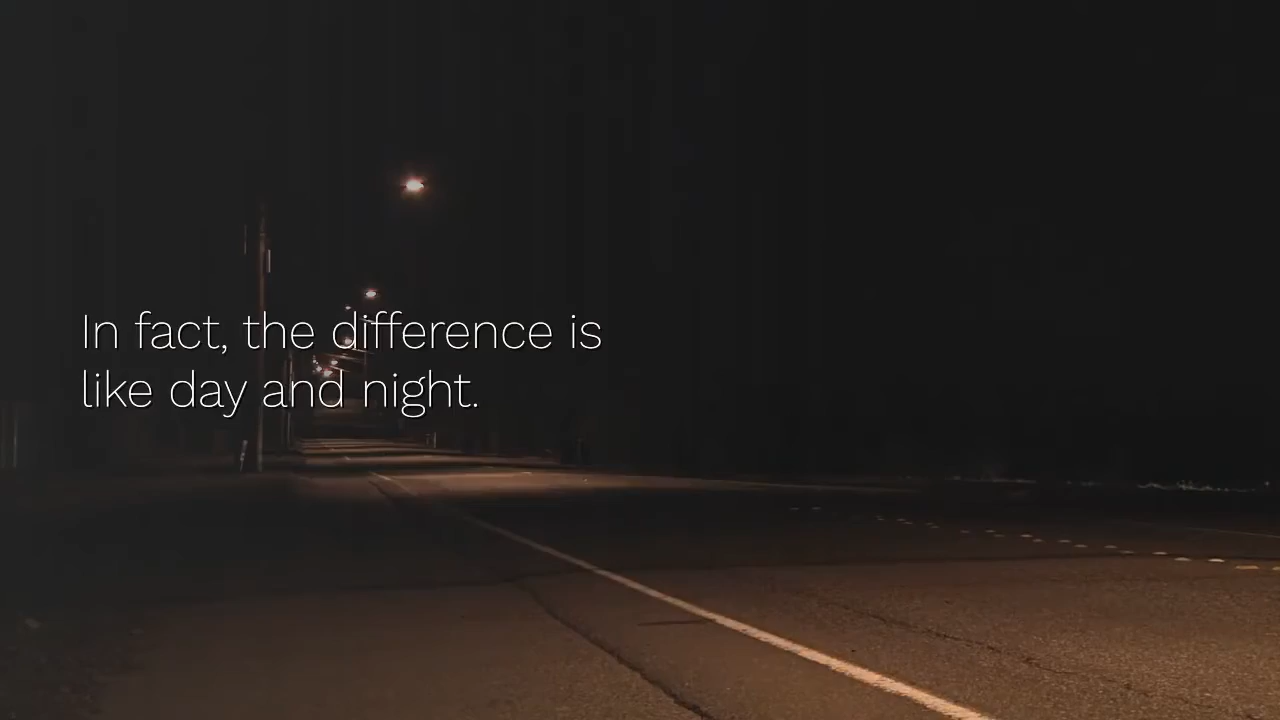 In fact, the difference is
like day and night.